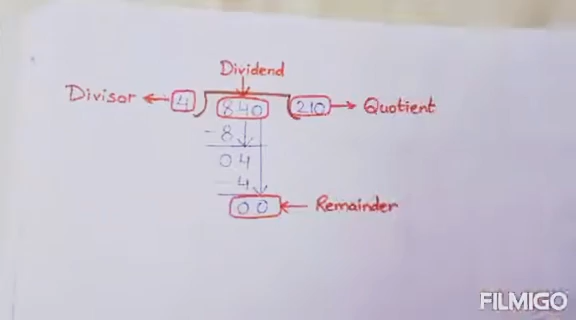 Dividend
Divisor 4 840 210 Quotient
-8
04
4
00 Remainder
FILMIGO